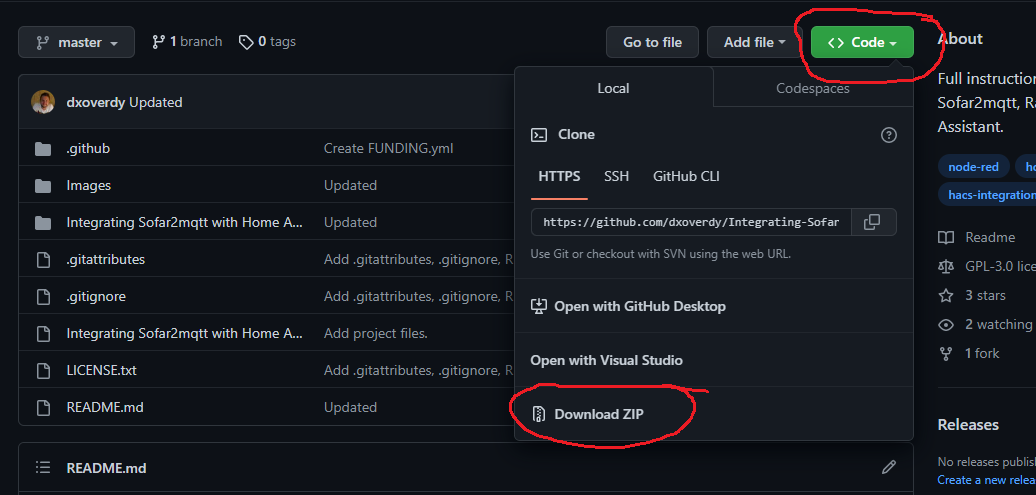 master
1 branch
0 tags
Go to file
Add file
<> Code
dxoverdy Updated
.github
Create FUNDING.yml
Images
Updated
Integrating Sofar2mqtt with Home A...
Updated
.gitattributes
Add .gitattributes, .gitignore, R
.gitignore
Add .gitattributes, .gitignore, R
Integrating Sofar2mqtt with Home A...
Add project files.
LICENSE.txt
Add .gitattributes, .gitignore, R
README.md
Updated
README.md
Local
Codespaces
Clone
HTTPS
SSH
GitHub CLI
https://github.com/dxoverdy/Integrating-Sofar
Use Git or checkout with SVN using the web URL.
Open with GitHub Desktop
Open with Visual Studio
Download ZIP
About
Full instruction
Sofar2mqtt, Ra
Assistant.
node-red
ho
hacs-integration
Readme
GPL-3.0 lice
3 stars
2 watching
1 fork
Releases
No releases publish
Create a new relea